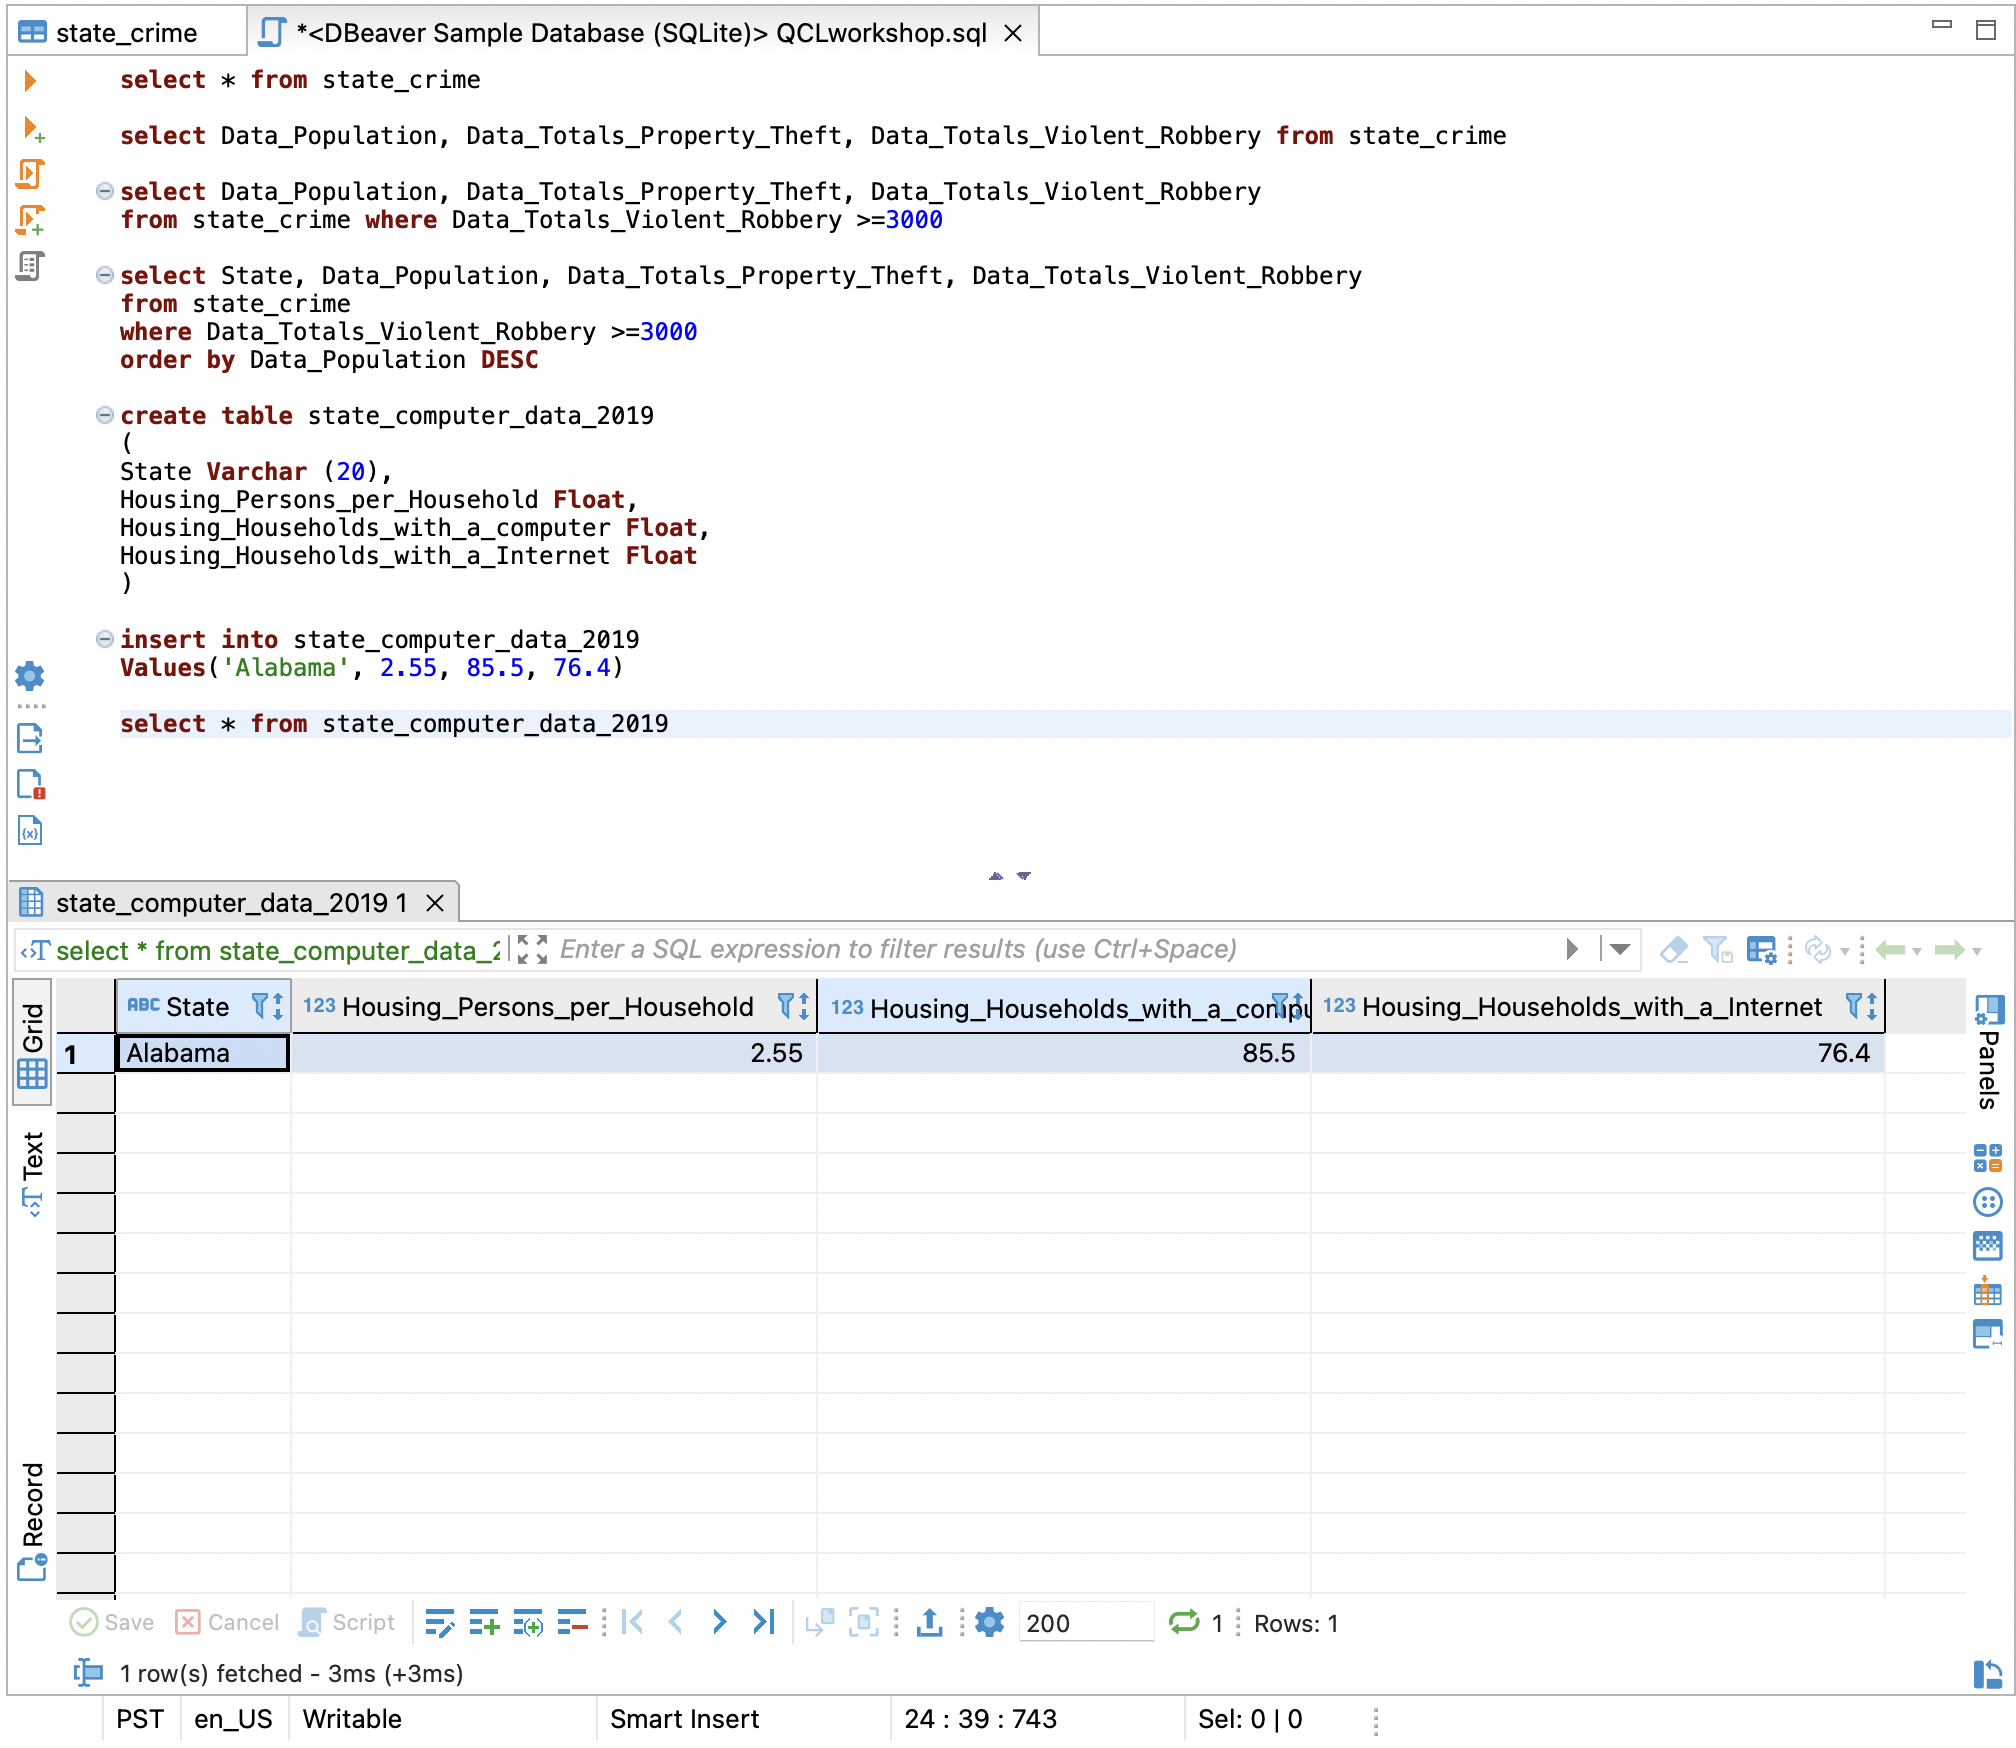 state_crime
*<DBeaver Sample Database (SQLite)> QCLworkshop.sql
select * from state_crime
select Data_Population, Data_Totals_Property_Theft, Data_Totals_Violent_Robbery from state_crime
select Data_Population, Data_Totals_Property_Theft, Data_Totals_Violent_Robbery
from state_crime where Data_Totals_Violent_Robbery >=3000
select State, Data_Population, Data_Totals_Property_Theft, Data_Totals_Violent_Robbery
from state_crime
where Data_Totals_Violent_Robbery >=3000
order by Data_Population DESC
create table state_computer_data_2019
(
State Varchar (20),
Housing_Persons_per_Household Float,
Housing_Households_with_a_computer Float,
Housing_Households_with_a_Internet Float
)
insert into state_computer_data_2019
Values('Alabama', 2.55, 85.5, 76.4)
select * from state_computer_data_2019
state_computer_data_2019 1
select * from state_computer_data_2 Enter a SQL expression to filter results (use Ctrl+Space)
Grid
Text
Record
ABC State 123 Housing_Persons_per_Household 123 Housing_Households_with_a_compu 123 Housing_Households_with_a_Internet
1 Alabama 2.55 85.5 76.4
Panels
Save Cancel Script 200 1 Rows: 1
1 row(s) fetched - 3ms (+3ms)
PST en_US Writable Smart Insert 24 : 39 : 743 Sel: 0 | 0